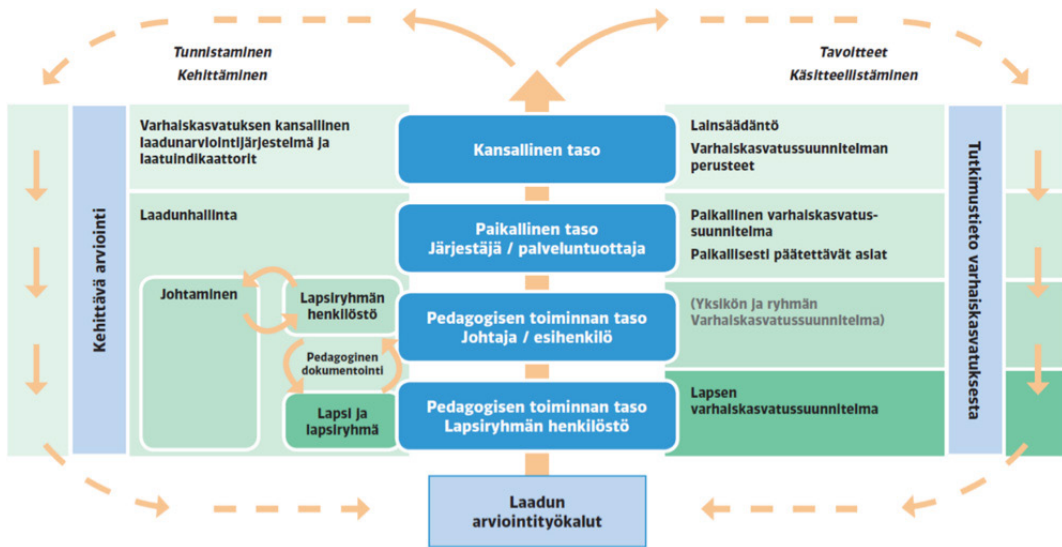 Tunnistaminen
Kehittäminen
Tavoitteet
Käsitteellistäminen
Kehittävä arviointi
Varhaiskasvatuksen kansallinen
laadunarviointijärjestelmä ja
laatuindikaattorit
Kansallinen taso
Lainsäädäntö
Varhaiskasvatussuunnitelman
perusteet
Tutkimustieto varhaiskasvatuksesta
Laadunhallinta
Paikallinen taso
Järjestäjä / palveluntuottaja
Paikallinen varhaiskasvatus-
suunnitelma
Paikallisesti päätettävät asiat
Johtaminen
Lapsiryhmän
henkilöstö
Pedagogisen toiminnan taso
Johtaja / esihenkilö
(Yksikön ja ryhmän
Varhaiskasvatussuunnitelma)
Pedagoginen
dokumentointi
Lapsi ja
lapsiryhmä
Pedagogisen toiminnan taso
Lapsiryhmän henkilöstö
Lapsen
varhaiskasvatussuunnitelma
Laadun
arviointityökalut